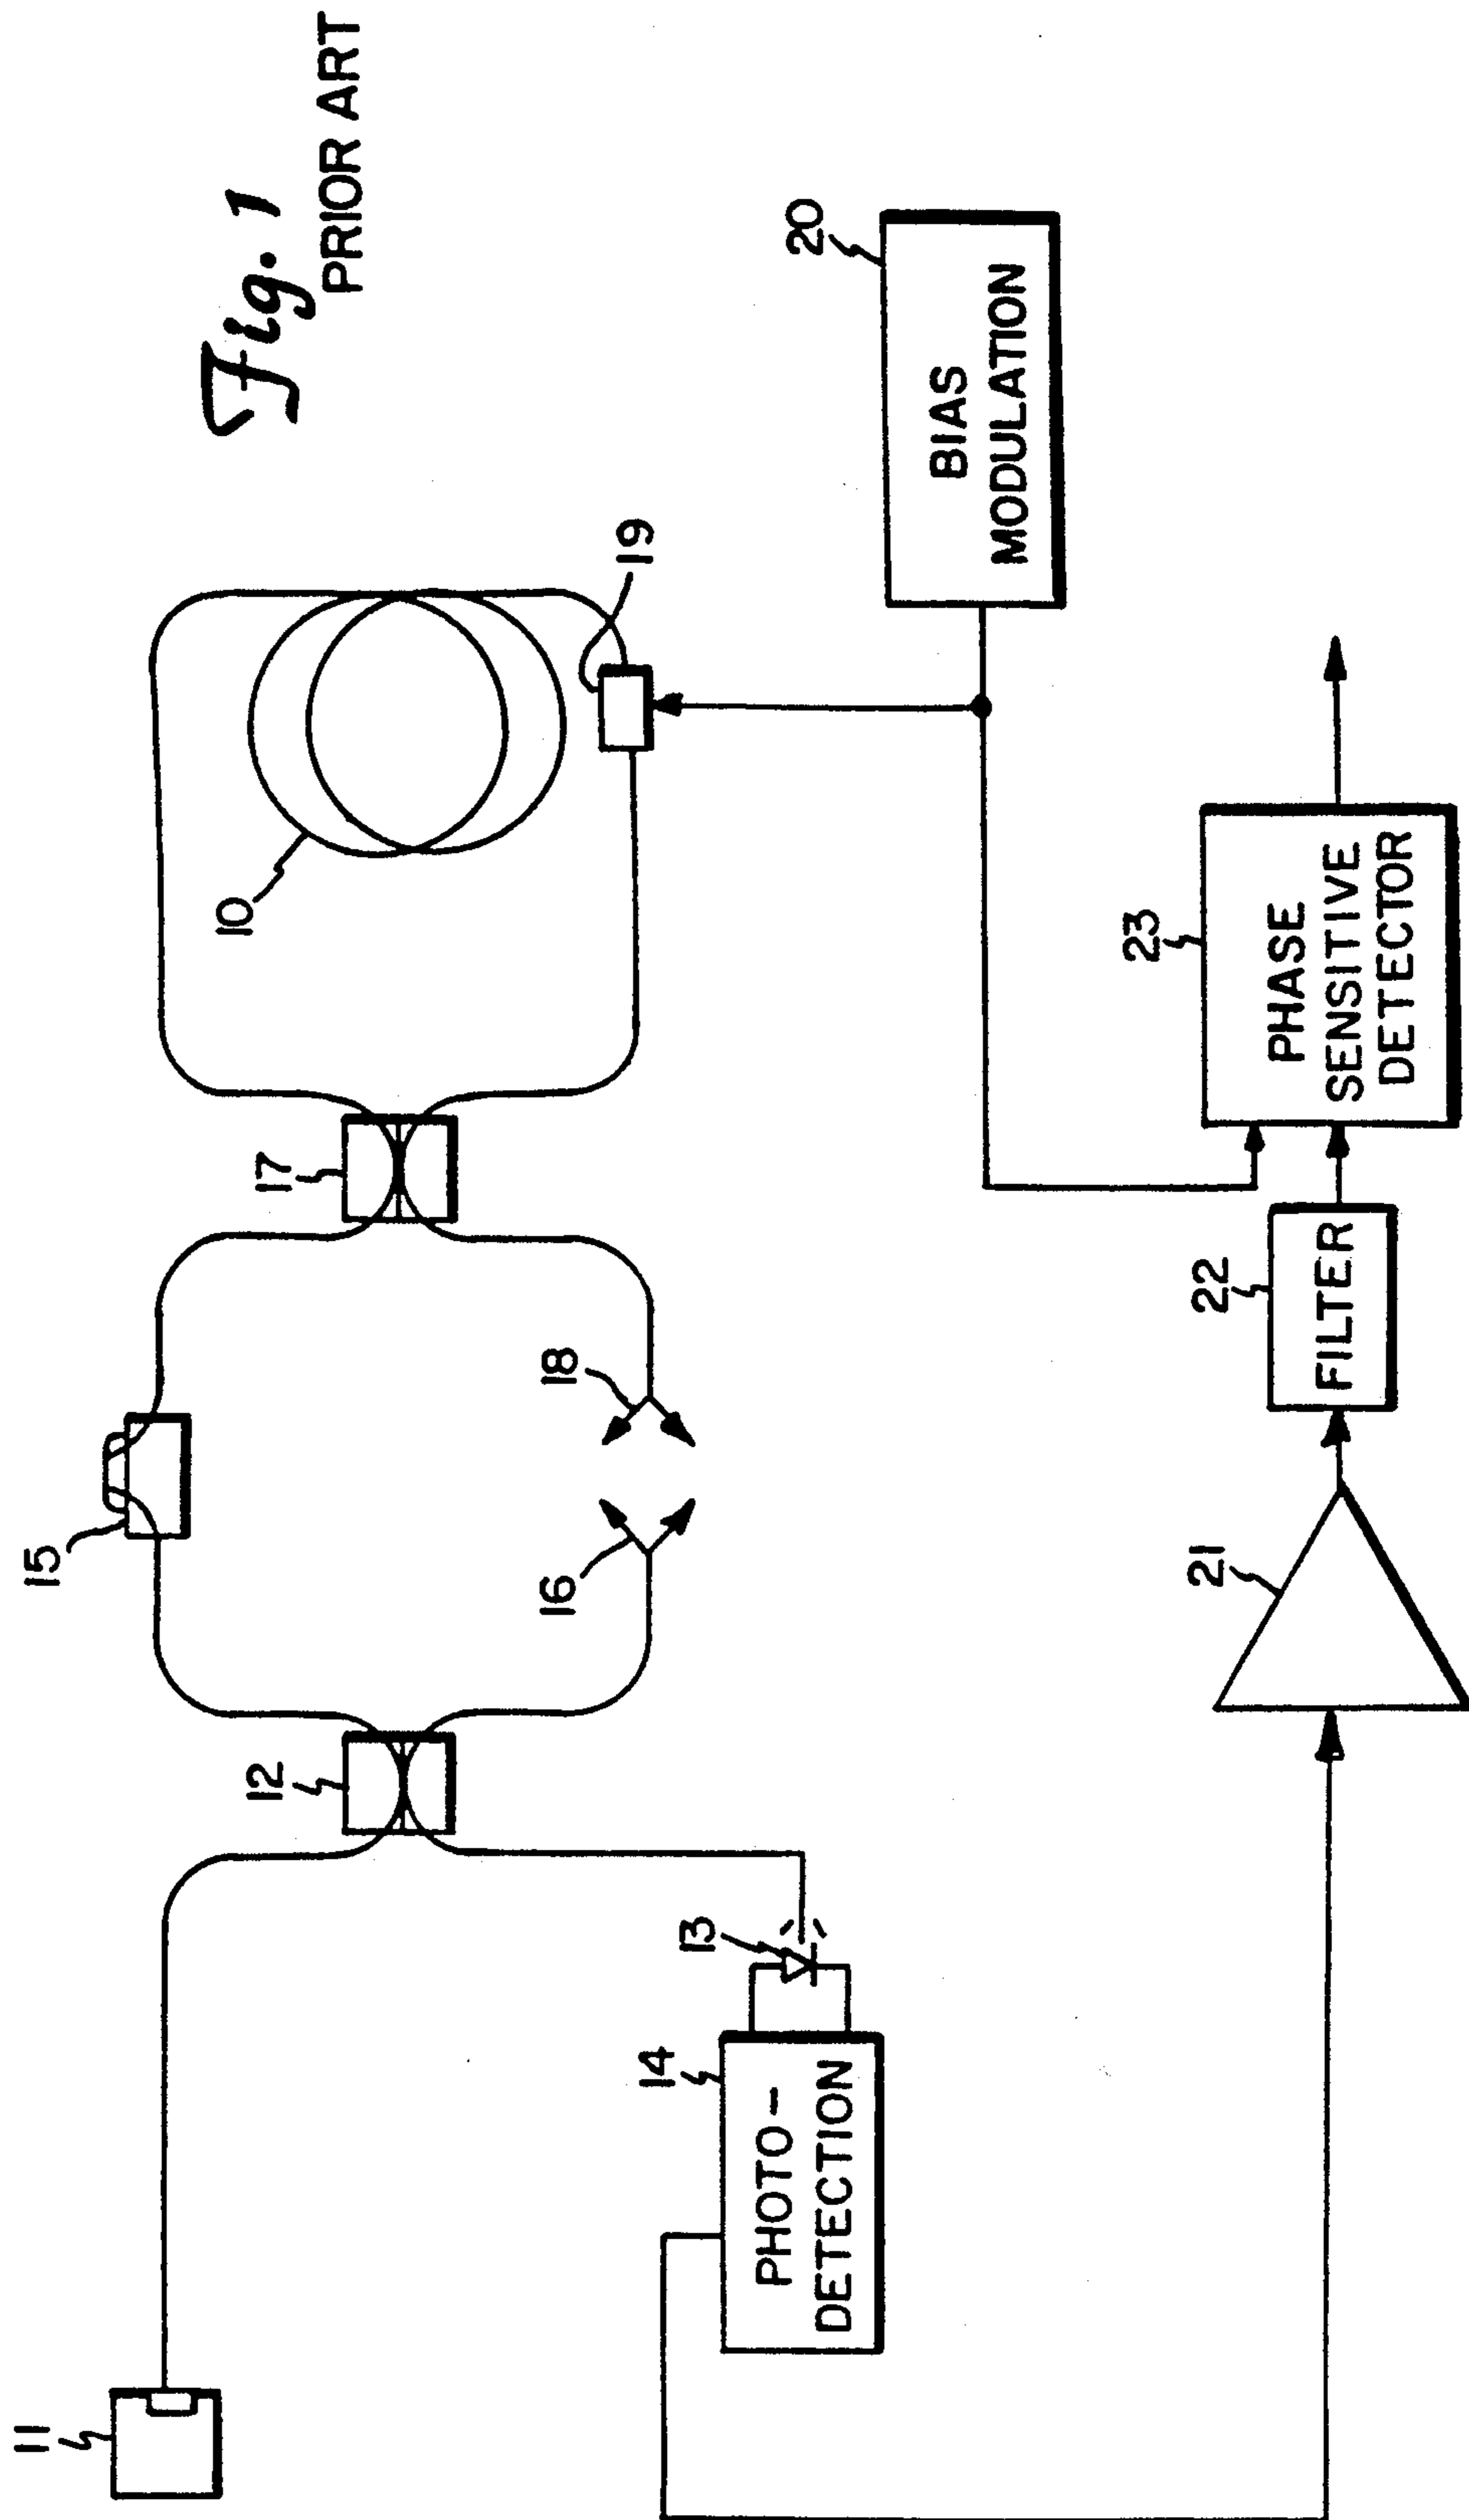 Fig. 1
PRIOR ART
11
12
15
17
10
16
18
19
13
14
PHOTO-
DETECTION
20
BIAS
MODULATION
21
22
FILTER
23
PHASE
SENSITIVE
DETECTOR